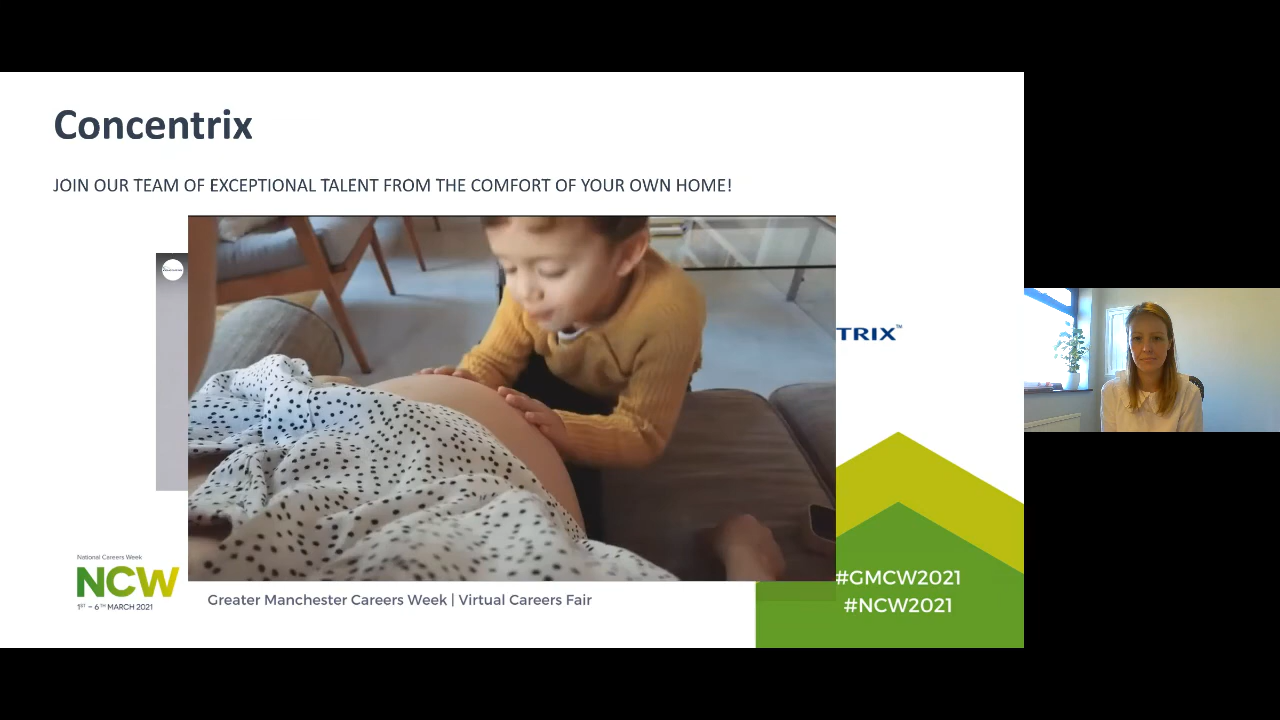 Concentrix
JOIN OUR TEAM OF EXCEPTIONAL TALENT FROM THE COMFORT OF YOUR OWN HOME!
TRIX™
National Careers Week
NCW
1ST – 6TH MARCH 2021
Greater Manchester Careers Week | Virtual Careers Fair
#GMCW2021
#NCW2021